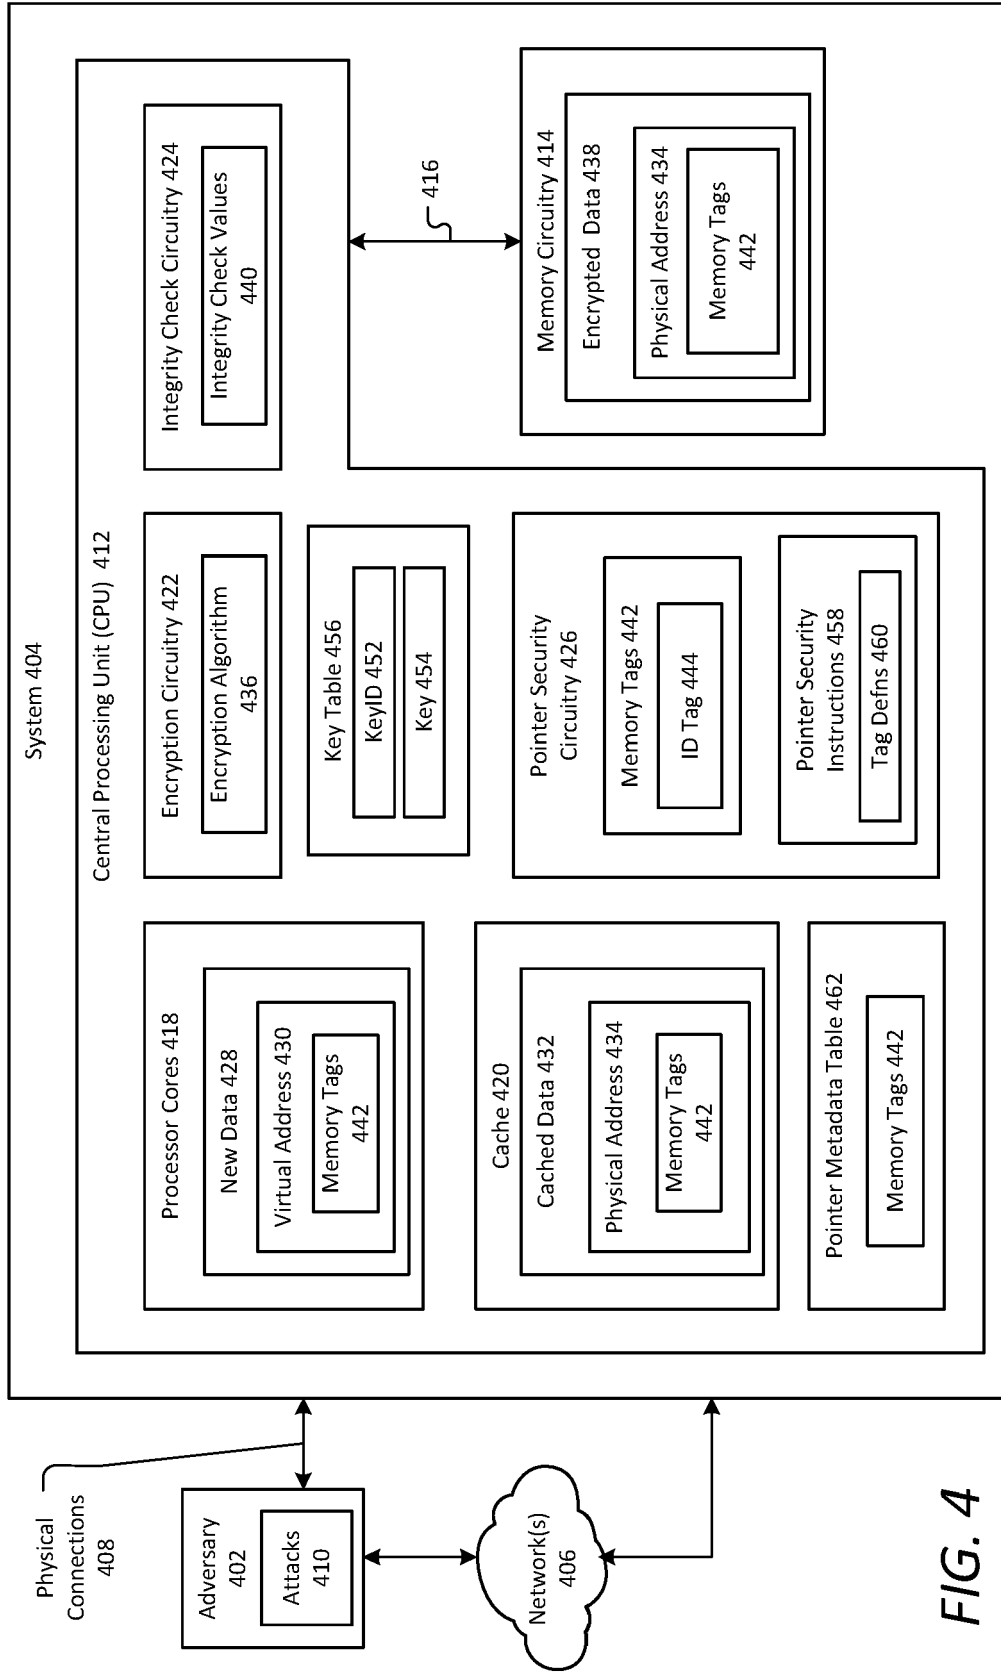 System 404
Central Processing Unit (CPU) 412
Processor Cores 418
New Data 428
Virtual Address 430
Memory Tags
442
Cache 420
Cached Data 432
Physical Address 434
Memory Tags
442
Pointer Metadata Table 462
Memory Tags 442
Encryption Circuitry 422
Encryption Algorithm
436
Key Table 456
KeyID 452
Key 454
Pointer Security
Circuitry 426
Memory Tags 442
ID Tag 444
Pointer Security
Instructions 458
Tag Defns 460
Integrity Check Circuitry 424
Integrity Check Values
440
416
Memory Circuitry 414
Encrypted Data 438
Physical Address 434
Memory Tags
442
Physical
Connections
408
Adversary
402
Attacks
410
Network(s)
406
FIG. 4